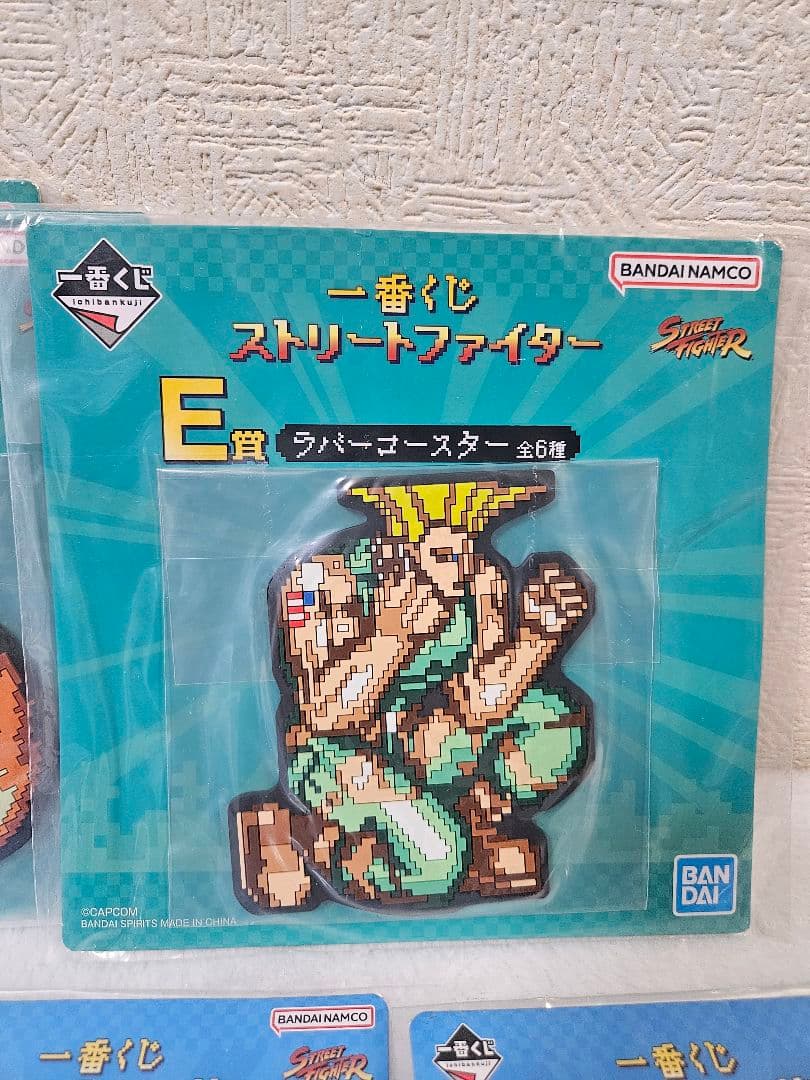 一番くじ
ichibankuji
一番くじ
ストリートファイター
BANDAI NAMCO
STREET FIGHTER
E賞 ラバーコースター 全6種
©CAPCOM
BANDAI SPIRITS MADE IN CHINA
BAN
DAI
一番くじ
BANDAI NAMCO
STREET
一番くじ
一番くじ